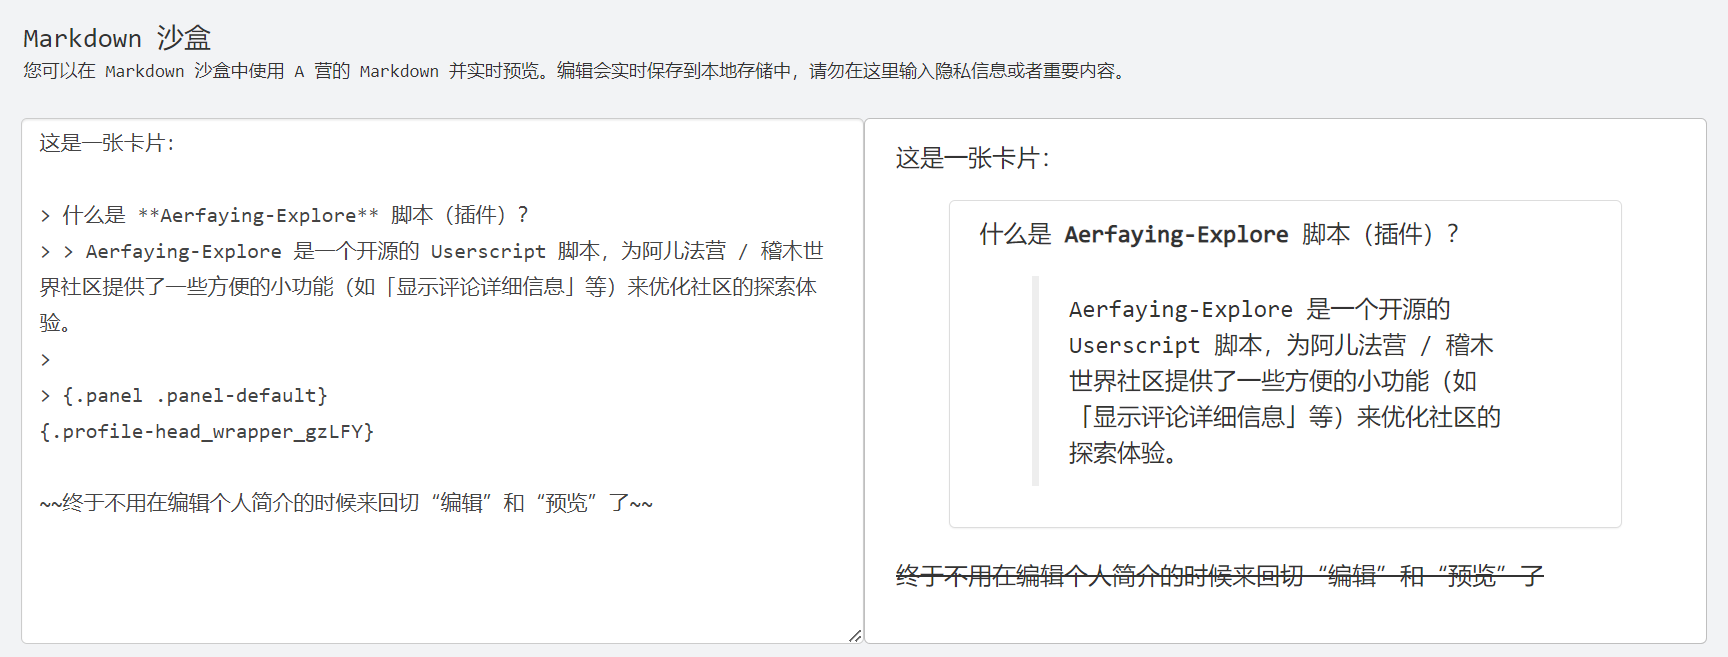 Markdown 沙盒
您可以在 Markdown 沙盒中使用 A 营的 Markdown 并实时预览。编辑会实时保存到本地存储中，请勿在这里输入隐私信息或者重要内容。
这是一张卡片：
> 什么是 **Aerfaying-Explore** 脚本（插件）？
> > Aerfaying-Explore 是一个开源的 Userscript 脚本，为阿儿法营 / 稽木世
界社区提供了一些方便的小功能（如「显示评论详细信息」等）来优化社区的探索体
验。
>
> {.panel .panel-default}
{.profile-head_wrapper_gzLFY}
~~终于不用在编辑个人简介的时候来回切“编辑”和“预览”了~~
这是一张卡片：
什么是 Aerfaying-Explore 脚本（插件）？
Aerfaying-Explore 是一个开源的
Userscript 脚本，为阿儿法营 / 稽木
世界社区提供了一些方便的小功能（如
「显示评论详细信息」等）来优化社区的
探索体验。
终于不用在编辑个人简介的时候来回切“编辑”和“预览”了